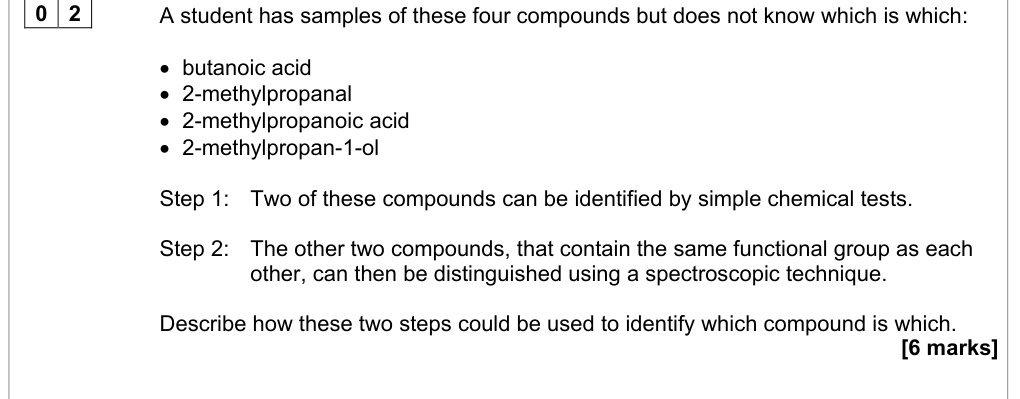 0 2 A student has samples of these four compounds but does not know which is which:
• butanoic acid
• 2-methylpropanal
• 2-methylpropanoic acid
• 2-methylpropan-1-ol
Step 1: Two of these compounds can be identified by simple chemical tests.
Step 2: The other two compounds, that contain the same functional group as each
other, can then be distinguished using a spectroscopic technique.
Describe how these two steps could be used to identify which compound is which.
[6 marks]